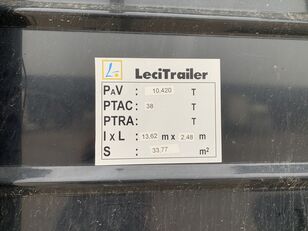 LeciTrailer
PAV : 10.420 T
PTAC : 38 T
PTRA : T
I x L : 13,62 m x 2.48 m
S : 33.77 m²